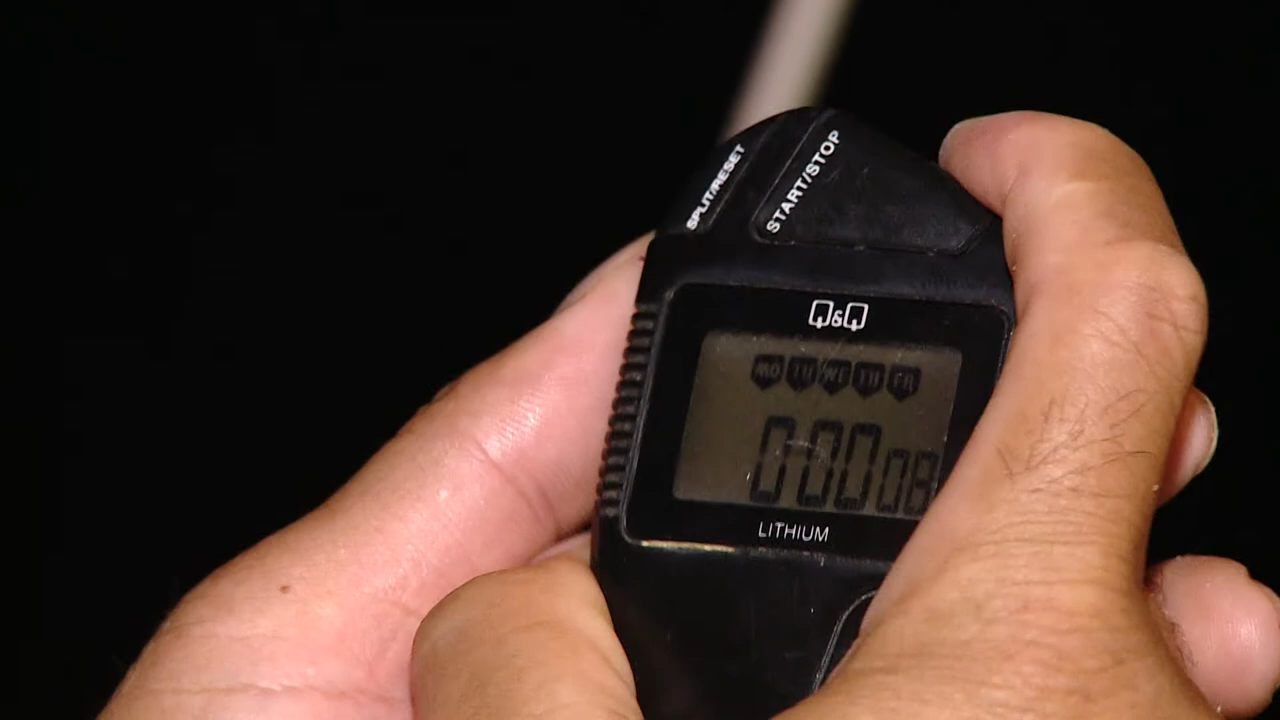 SPLIT/RESET
START/STOP
Q&Q
MO TU WE TH FR
0:00 08
LITHIUM